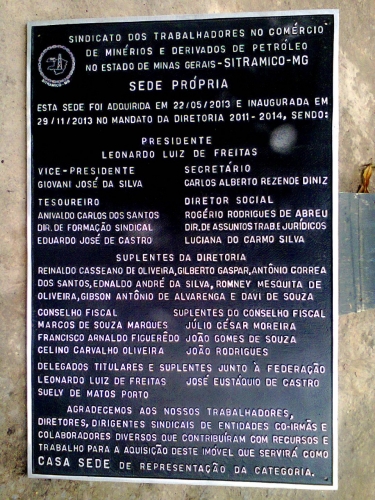 SINDICATO DOS TRABALHADORES NO COMÉRCIO
DE MINÉRIOS E DERIVADOS DE PETRÓLEO
NO ESTADO DE MINAS GERAIS-SITRAMICO-MG
SITRAMICO-MG
SEDE PRÓPRIA
ESTA SEDE FOI ADQUIRIDA EM 22/05/2013 E INAUGURADA EM
29/11/2013 NO MANDATO DA DIRETORIA 2011-2014, SENDO:
PRESIDENTE
LEONARDO LUIZ DE FREITAS
VICE-PRESIDENTE SECRETÁRIO
GIOVANI JOSÉ DA SILVA CARLOS ALBERTO REZENDE DINIZ
TESOUREIRO DIRETOR SOCIAL
ANIVALDO CARLOS DOS SANTOS ROGÉRIO RODRIGUES DE ABREU
DIR. DE FORMAÇÃO SINDICAL DIR. DE ASSUNTOS TRAB. E JURÍDICOS
EDUARDO JOSÉ DE CASTRO LUCIANA DO CARMO SILVA
SUPLENTES DA DIRETORIA
REINALDO CASSEANO DE OLIVEIRA, GILBERTO GASPAR, ANTÔNIO CORREA
DOS SANTOS, EDNALDO ANDRÉ DA SILVA, ROMNEY MESQUITA DE
OLIVEIRA, GIBSON ANTÔNIO DE ALVARENGA E DAVI DE SOUZA
CONSELHO FISCAL SUPLENTES DO CONSELHO FISCAL
MARCOS DE SOUZA MARQUES JÚLIO CÉSAR MOREIRA
FRANCISCO ARNALDO FIGUERÊDO JOÃO GOMES DE SOUZA
CELINO CARVALHO OLIVEIRA JOÃO RODRIGUES
DELEGADOS TITULARES E SUPLENTES JUNTO À FEDERAÇÃO
LEONARDO LUIZ DE FREITAS JOSÉ EUSTÁQUIO DE CASTRO
SUELY DE MATOS PORTO
AGRADECEMOS AOS NOSSOS TRABALHADORES,
DIRETORES, DIRIGENTES SINDICAIS DE ENTIDADES CO-IRMÃS E
COLABORADORES DIVERSOS QUE CONTRIBUÍRAM COM RECURSOS E
TRABALHO PARA A AQUISIÇÃO DESTE IMÓVEL QUE SERVIRÁ COMO
CASA SEDE DE REPRESENTAÇÃO DA CATEGORIA.